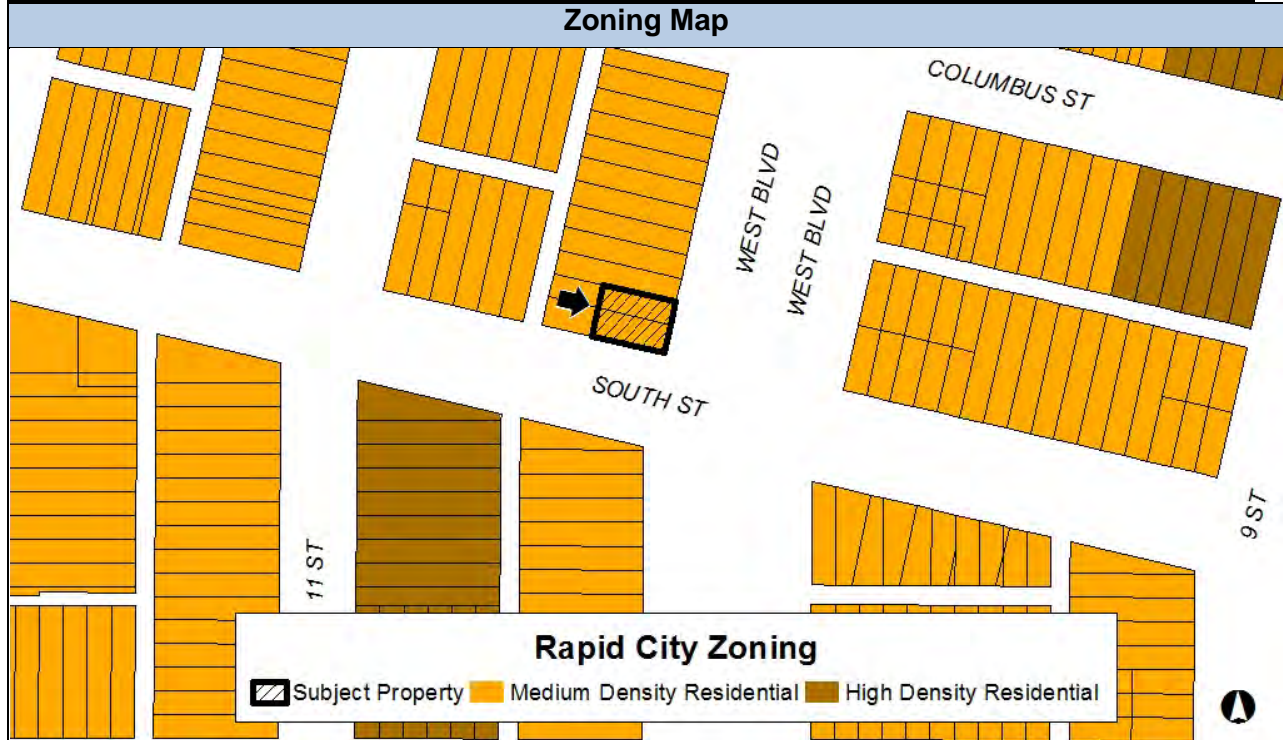 Zoning Map
COLUMBUS ST
WEST BLVD
WEST BLVD
SOUTH ST
11 ST
9 ST
Rapid City Zoning
Subject Property Medium Density Residential High Density Residential